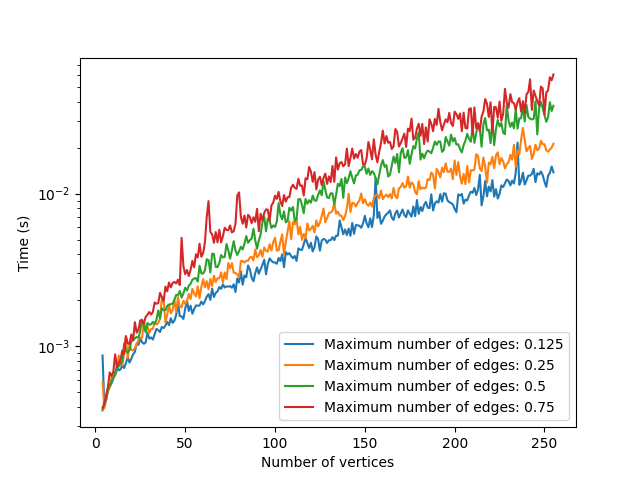 Time (s)
10⁻²
10⁻³
0
50
100
150
200
250
Number of vertices
Maximum number of edges: 0.125
Maximum number of edges: 0.25
Maximum number of edges: 0.5
Maximum number of edges: 0.75